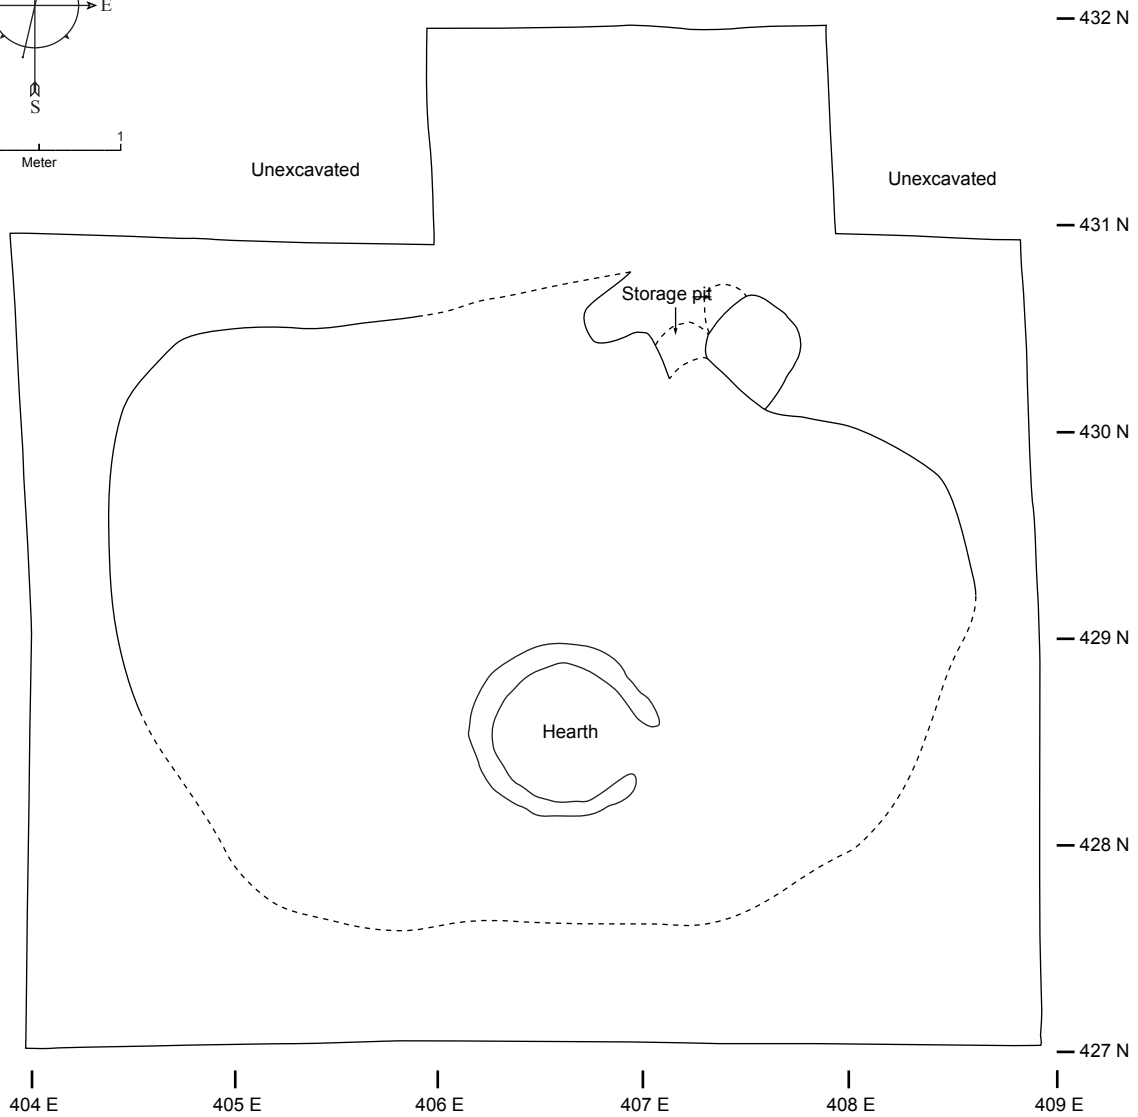 E
S
1
Meter
432 N
Unexcavated
Unexcavated
431 N
Storage pit
430 N
429 N
Hearth
428 N
427 N
404 E
405 E
406 E
407 E
408 E
409 E